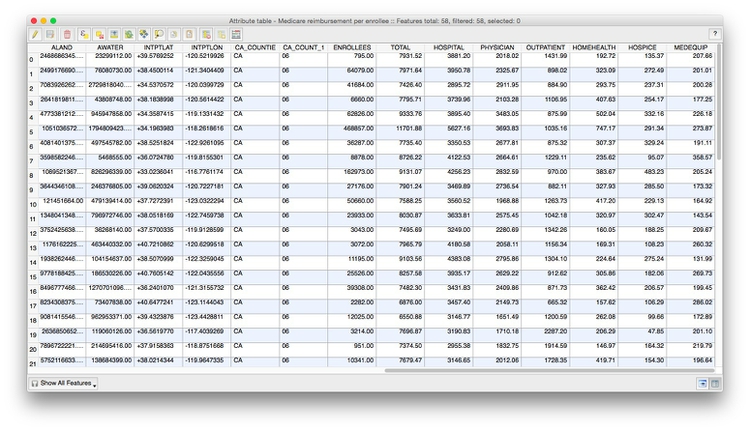 Attribute table - Medicare reimbursement per enrollee :: Features total: 58, filtered: 58, selected: 0
?
ALAND AWATER INTPTLAT INTPTLON CA_COUNTIE CA_COUNT_1 ENROLLEES TOTAL HOSPITAL PHYSICIAN OUTPATIENT HOMEHEALTH HOSPICE MEDEQUIP
0 2468686345... 23299112.00 +39.5769252 -120.5219926 CA 06 795.00 7931.52 3881.20 2018.02 1431.99 192.72 135.37 207.66
1 2499176690.... 76080730.00 +38.4500114 -121.3404409 CA 06 64079.00 7971.64 3950.78 2325.67 898.02 323.09 272.49 201.01
2 7083926262... 2729818040.... +34.5370572 -120.0399729 CA 06 41684.00 7426.40 2895.72 2911.95 884.90 293.75 237.31 200.28
3 2641819811.... 43808748.00 +38.1838998 -120.5614422 CA 06 6660.00 7795.71 3739.96 2103.28 1106.95 407.63 254.17 177.25
4 4773381212.... 945947858.00 +34.3587415 -119.1331432 CA 06 62826.00 9333.76 3895.40 3483.05 875.99 502.04 332.16 226.18
5 1051036572... 1794809423.... +34.1963983 -118.2618616 CA 06 468857.00 11701.88 5627.16 3693.83 1035.16 747.17 291.34 273.87
6 4081401375.... 497545782.00 +38.5251824 -122.9261095 CA 06 36287.00 7735.40 3350.53 2677.81 875.32 307.37 329.24 191.11
7 3598582246... 5468555.00 +36.0724780 -119.8155301 CA 06 8878.00 8726.22 4122.53 2664.61 1229.11 235.62 95.07 358.57
8 1089521367... 826296339.00 +33.0236041 -116.7761174 CA 06 162973.00 9131.07 4256.23 2832.59 970.00 383.67 483.23 205.24
9 3644346108.... 246376805.00 +39.0620324 -120.7227181 CA 06 27176.00 7901.24 3469.89 2736.54 882.11 327.93 285.50 173.32
10 121451664.00 479139414.00 +37.7272391 -123.0322294 CA 06 50660.00 7588.25 3560.52 1968.88 1263.73 417.20 229.13 164.92
11 1348041348.... 796972746.00 +38.0518169 -122.7459738 CA 06 23933.00 8030.87 3633.81 2575.45 1042.18 320.97 302.47 143.54
12 3752425638... 36268140.00 +37.5700335 -119.9128599 CA 06 3043.00 7495.69 3249.00 2280.69 1342.26 160.05 188.25 209.67
13 1176162225... 463440332.00 +40.7210862 -120.6299518 CA 06 3072.00 7965.79 4180.58 2058.11 1156.34 169.31 108.23 260.32
14 1938262446... 104154637.00 +38.5070999 -122.3259045 CA 06 11195.00 9103.56 4383.08 2795.86 1304.10 224.64 275.24 131.99
15 9778188425... 186530226.00 +40.7605142 -122.0435556 CA 06 25526.00 8257.58 3935.17 2629.22 912.62 305.86 182.06 269.73
16 8496777466... 1270701096.... +36.2401070 -121.3155732 CA 06 39308.00 7482.30 3431.83 2409.86 871.73 362.42 206.57 199.45
17 8234308375... 73407838.00 +40.6477241 -123.1144043 CA 06 2282.00 6876.00 3457.40 2149.73 665.32 157.62 106.29 286.02
18 9081415546... 962953371.00 +39.4323876 -123.4428811 CA 06 12025.00 6550.88 3146.77 1651.49 1200.59 262.08 99.66 172.89
19 2636850652... 119060126.00 +36.5619770 -117.4039269 CA 06 3214.00 7696.87 3190.83 1710.18 2287.20 206.29 47.85 201.10
20 7896722221.... 214695416.00 +37.9158363 -118.8751668 CA 06 951.00 7374.50 2955.38 1832.75 1914.59 146.97 164.32 219.79
21 5752116633.... 138684399.00 +38.0214344 -119.9647335 CA 06 10341.00 7679.47 3146.65 2012.06 1728.35 419.71 154.30 196.64
Show All Features